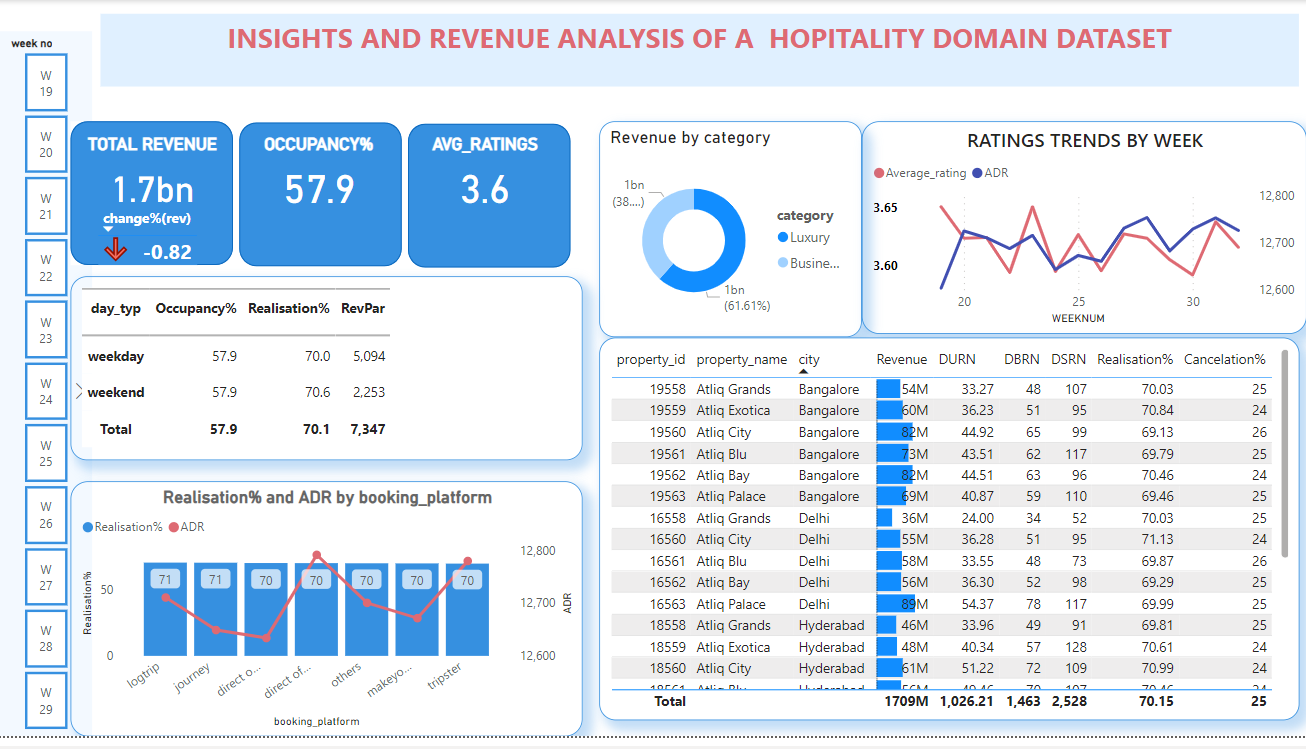 INSIGHTS AND REVENUE ANALYSIS OF A HOPITALITY DOMAIN DATASET
week no
W
19
W
20
W
21
W
22
W
23
W
24
W
25
W
26
W
27
W
28
W
29
TOTAL REVENUE
1.7bn
change%(rev)
-0.82
OCCUPANCY%
57.9
AVG_RATINGS
3.6
Revenue by category
1bn
(38....)
1bn
(61.61%)
category
Luxury
Busine...
RATINGS TRENDS BY WEEK
Average_rating ADR
3.65
3.60
12,800
12,700
12,600
20 25 30
WEEKNUM
day_typ Occupancy% Realisation% RevPar
weekday 57.9 70.0 5,094
weekend 57.9 70.6 2,253
Total 57.9 70.1 7,347
Realisation% and ADR by booking_platform
Realisation% ADR
Realisation%
50
0
71 71 70 70 70 70 70
12,800
12,700
12,600
ADR
logtrip journey direct o... direct of... others makeyo... tripster
booking_platform
property_id property_name city Revenue DURN DBRN DSRN Realisation% Cancelation%
19558 Atliq Grands Bangalore 54M 33.27 48 107 70.03 25
19559 Atliq Exotica Bangalore 60M 36.23 51 95 70.84 24
19560 Atliq City Bangalore 82M 44.92 65 99 69.13 26
19561 Atliq Blu Bangalore 73M 43.51 62 117 69.79 25
19562 Atliq Bay Bangalore 82M 44.51 63 96 70.46 24
19563 Atliq Palace Bangalore 69M 40.87 59 110 69.46 25
16558 Atliq Grands Delhi 36M 24.00 34 52 70.03 25
16560 Atliq City Delhi 55M 36.28 51 95 71.13 24
16561 Atliq Blu Delhi 58M 33.55 48 73 69.87 26
16562 Atliq Bay Delhi 56M 36.30 52 98 69.29 25
16563 Atliq Palace Delhi 89M 54.37 78 117 69.99 25
18558 Atliq Grands Hyderabad 46M 33.96 49 91 69.81 25
18559 Atliq Exotica Hyderabad 48M 40.34 57 128 70.61 24
18560 Atliq City Hyderabad 61M 51.22 72 109 70.99 24
Total 1709M 1,026.21 1,463 2,528 70.15 25